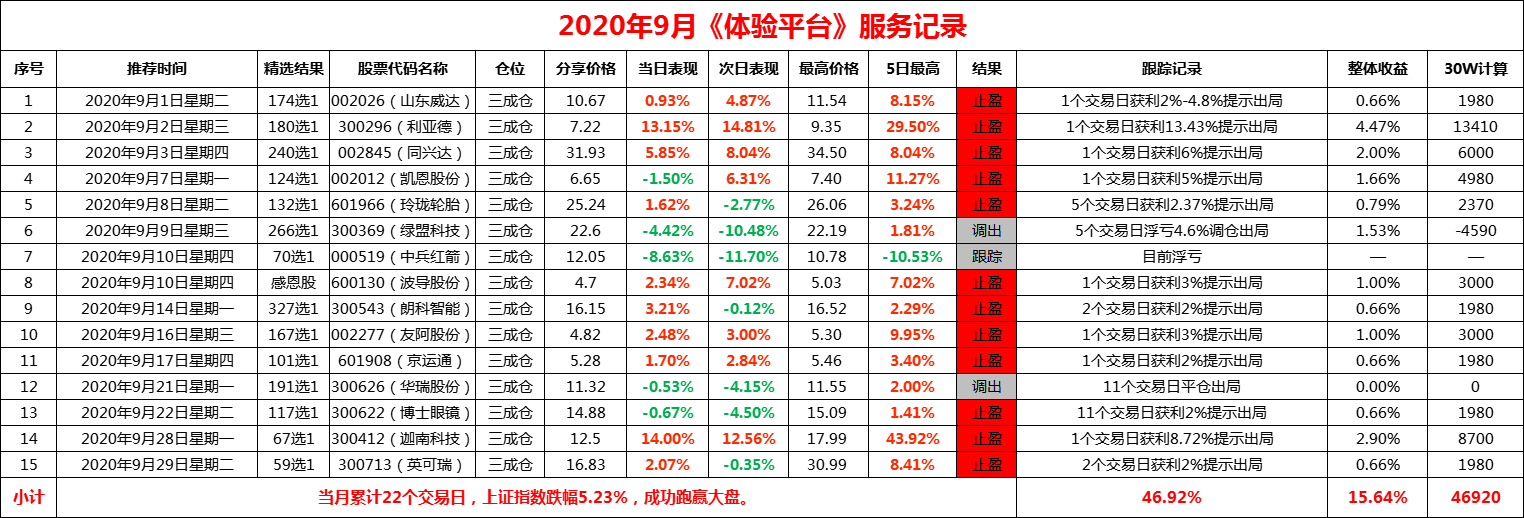 2020年9月《体验平台》服务记录
序号 推荐时间 精选结果 股票代码名称 仓位 分享价格 当日表现 次日表现 最高价格 5日最高 结果 跟踪记录 整体收益 30W计算
1 2020年9月1日星期二 174选1 002026（山东威达） 三成仓 10.67 0.93% 4.87% 11.54 8.15% 止盈 1个交易日获利2%-4.8%提示出局 0.66% 1980
2 2020年9月2日星期三 180选1 300296（利亚德） 三成仓 7.22 13.15% 14.81% 9.35 29.50% 止盈 1个交易日获利13.43%提示出局 4.47% 13410
3 2020年9月3日星期四 240选1 002845（同兴达） 三成仓 31.93 5.85% 8.04% 34.50 8.04% 止盈 1个交易日获利6%提示出局 2.00% 6000
4 2020年9月7日星期一 124选1 002012（凯恩股份） 三成仓 6.65 -1.50% 6.31% 7.40 11.27% 止盈 1个交易日获利5%提示出局 1.66% 4980
5 2020年9月8日星期二 132选1 601966（玲珑轮胎） 三成仓 25.24 1.62% -2.77% 26.06 3.24% 止盈 5个交易日获利2.37%提示出局 0.79% 2370
6 2020年9月9日星期三 266选1 300369（绿盟科技） 三成仓 22.6 -4.42% -10.48% 22.19 1.81% 调出 5个交易日浮亏4.6%调仓出局 1.53% -4590
7 2020年9月10日星期四 70选1 000519（中兵红箭） 三成仓 12.05 -8.63% -11.70% 10.78 -10.53% 跟踪 目前浮亏 — —
8 2020年9月10日星期四 感恩股 600130（波导股份） 三成仓 4.7 2.34% 7.02% 5.03 7.02% 止盈 1个交易日获利3%提示出局 1.00% 3000
9 2020年9月14日星期一 327选1 300543（朗科智能） 三成仓 16.15 3.21% -0.12% 16.52 2.29% 止盈 2个交易日获利2%提示出局 0.66% 1980
10 2020年9月16日星期三 167选1 002277（友阿股份） 三成仓 4.82 2.48% 3.00% 5.30 9.95% 止盈 1个交易日获利3%提示出局 1.00% 3000
11 2020年9月17日星期四 101选1 601908（京运通） 三成仓 5.28 1.70% 2.84% 5.46 3.40% 止盈 1个交易日获利2%提示出局 0.66% 1980
12 2020年9月21日星期一 191选1 300626（华瑞股份） 三成仓 11.32 -0.53% -4.15% 11.55 2.00% 调出 11个交易日平仓出局 0.00% 0
13 2020年9月22日星期二 117选1 300622（博士眼镜） 三成仓 14.88 -0.67% -4.50% 15.09 1.41% 止盈 11个交易日获利2%提示出局 0.66% 1980
14 2020年9月28日星期一 67选1 300412（迦南科技） 三成仓 12.5 14.00% 12.56% 17.99 43.92% 止盈 1个交易日获利8.72%提示出局 2.90% 8700
15 2020年9月29日星期二 59选1 300713（英可瑞） 三成仓 16.83 2.07% -0.35% 30.99 8.41% 止盈 2个交易日获利2%提示出局 0.66% 1980
小计 当月累计22个交易日，上证指数跌幅5.23%，成功跑赢大盘。 46.92% 15.64% 46920